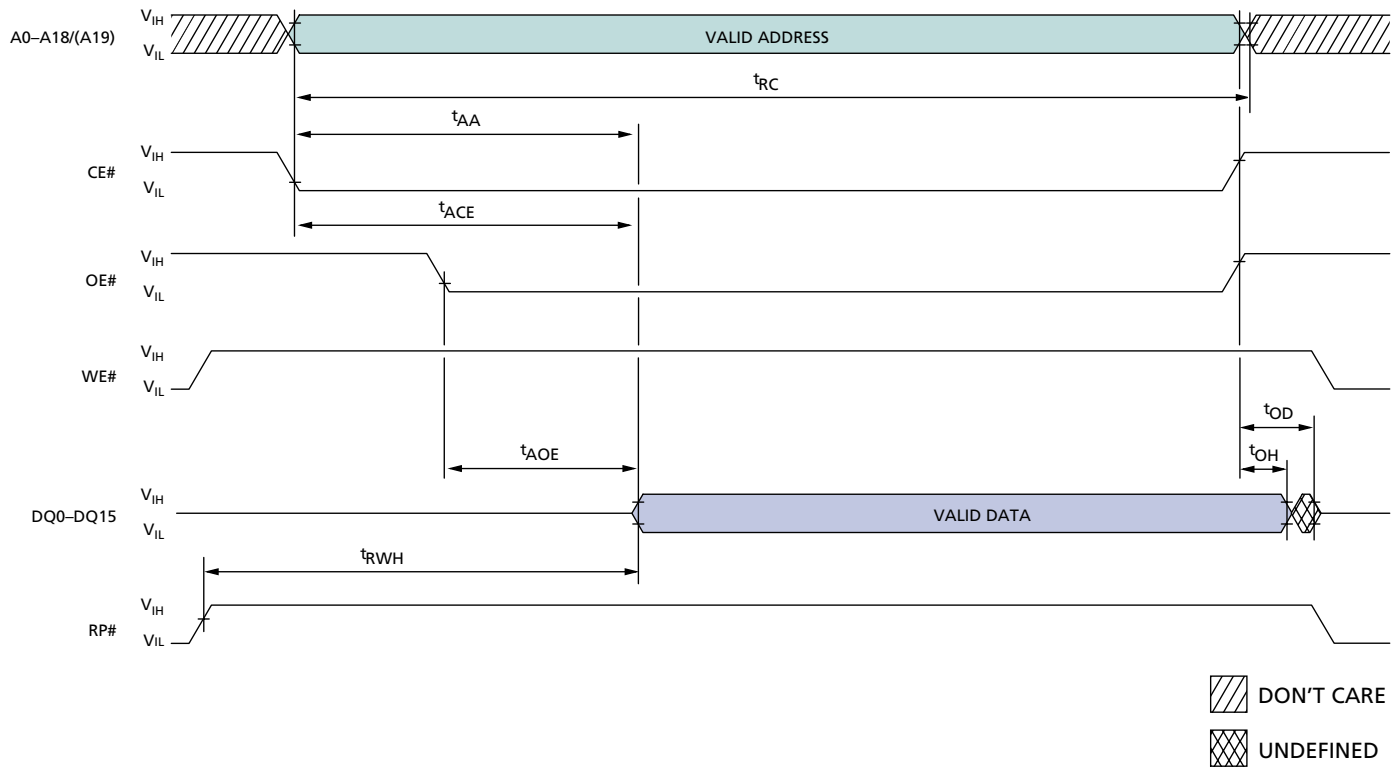 A0–A18/(A19)
VIH
VIL
VALID ADDRESS
tRC
tAA
CE#
VIH
VIL
tACE
OE#
VIH
VIL
WE#
VIH
VIL
tOD
tAOE
tOH
DQ0–DQ15
VIH
VIL
VALID DATA
tRWH
RP#
VIH
VIL
DON'T CARE
UNDEFINED